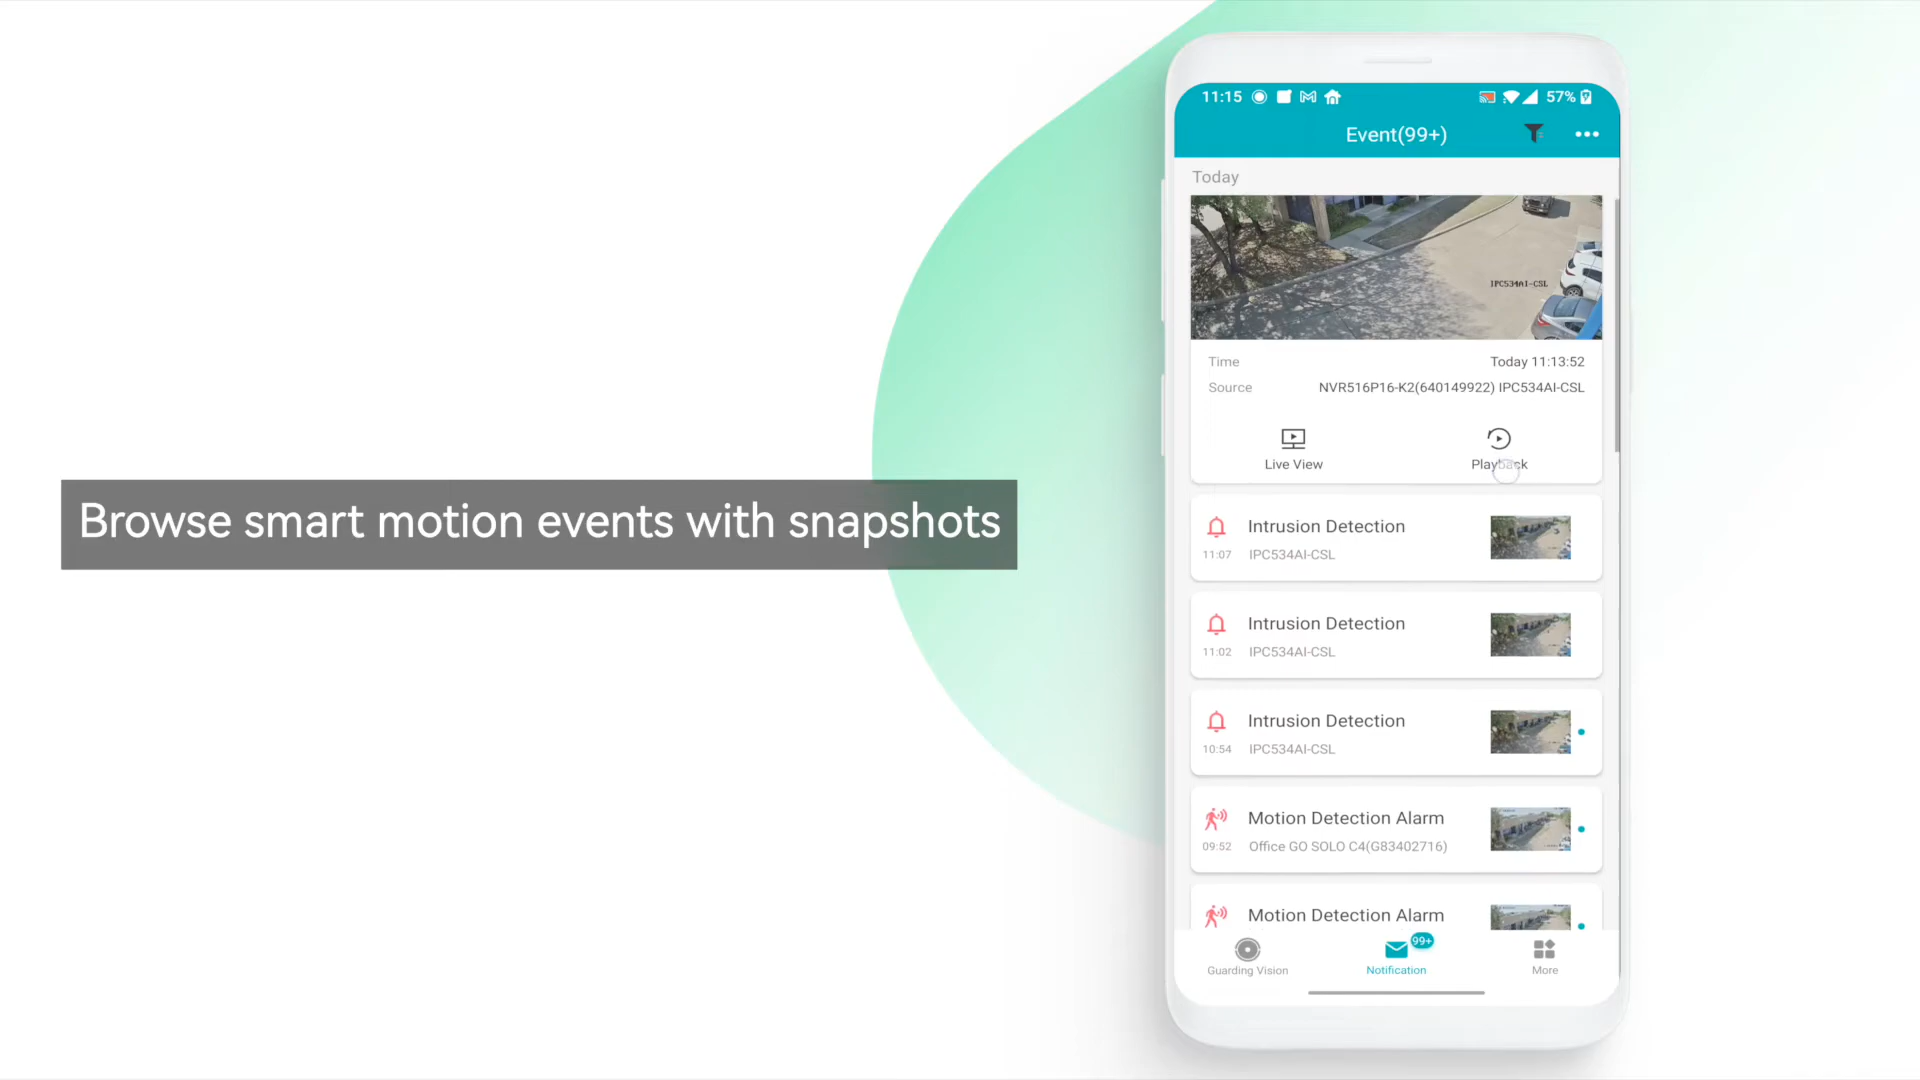 11:15
57%
Event(99+)
Today
IPC534AI-CSL
Time Today 11:13:52
Source NVR516P16-K2(640149922) IPC534AI-CSL
Live View Playback
Browse smart motion events with snapshots
Intrusion Detection
11:07 IPC534AI-CSL
Intrusion Detection
11:02 IPC534AI-CSL
Intrusion Detection
10:54 IPC534AI-CSL
Motion Detection Alarm
09:52 Office GO SOLO C4(G83402716)
Motion Detection Alarm
99+
Guarding Vision Notification More